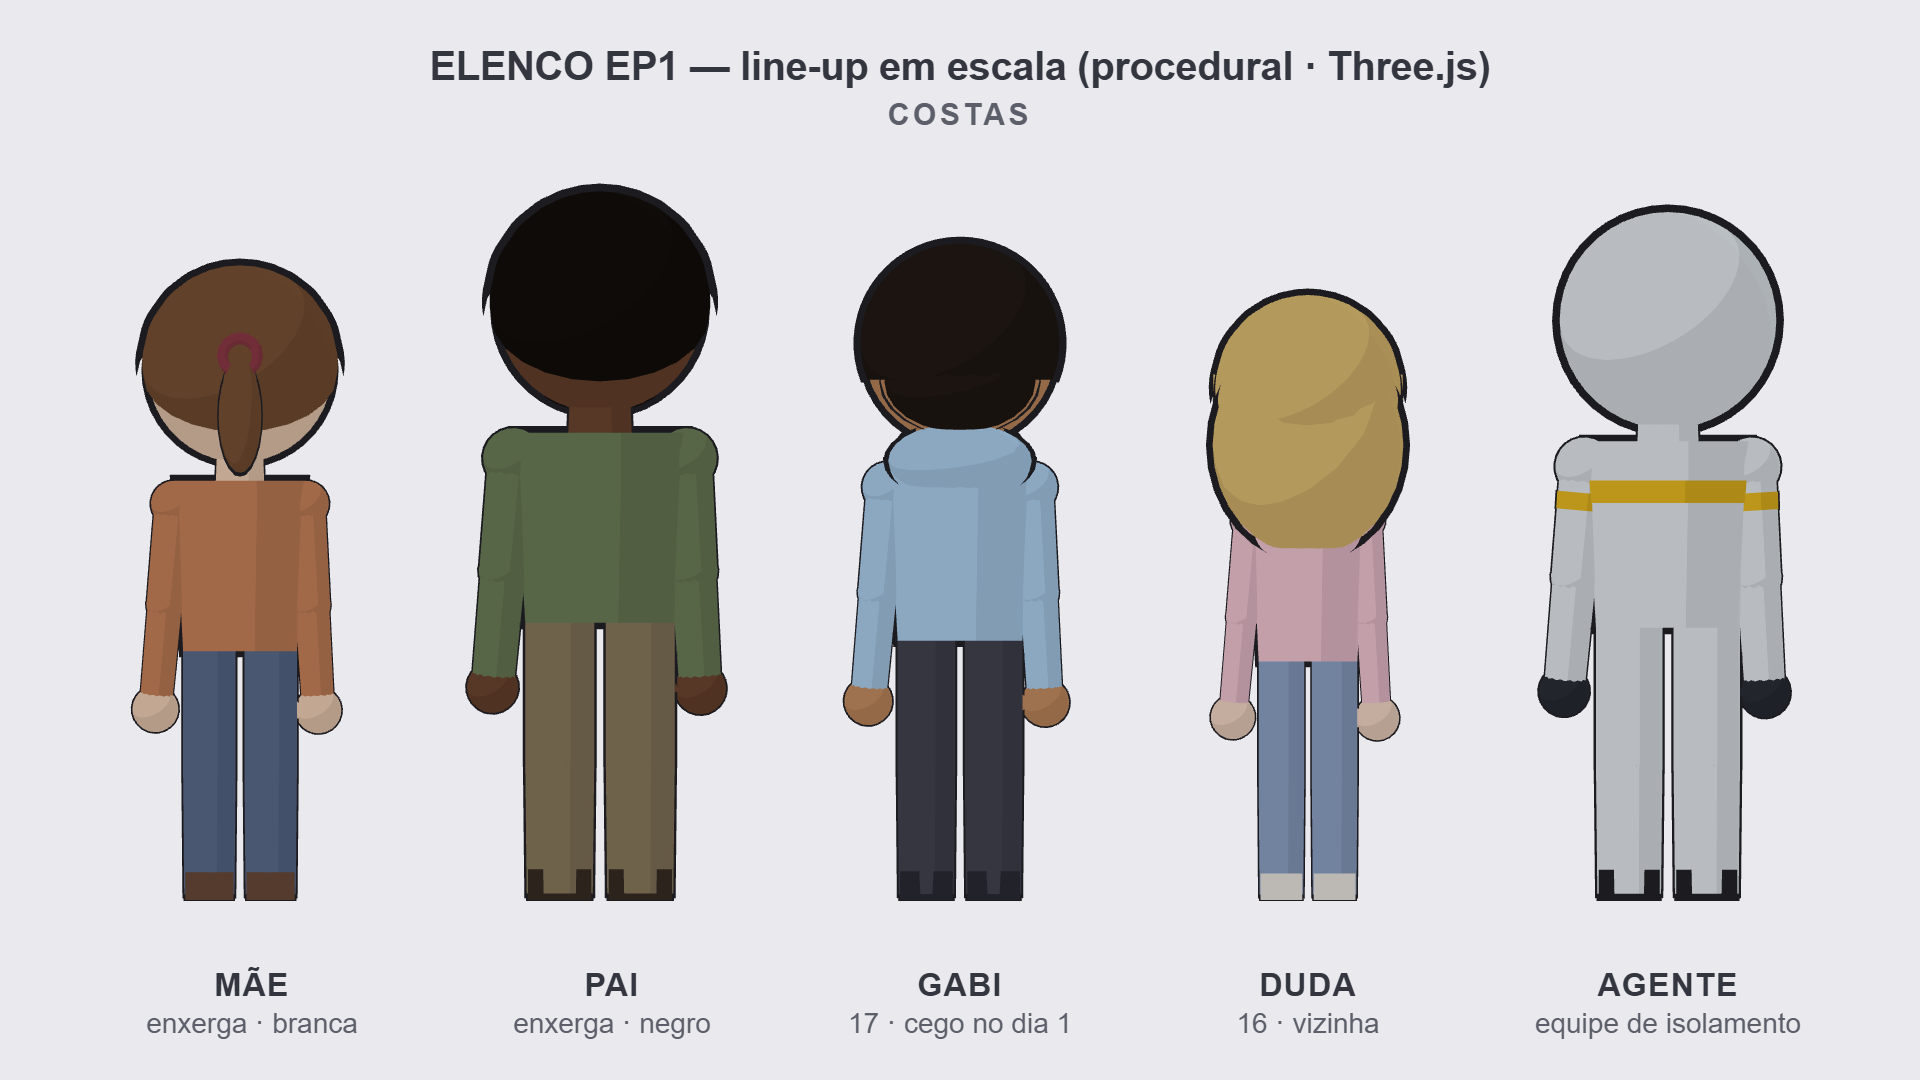 ELENCO EP1 — line-up em escala (procedural · Three.js)
COSTAS
MÃE
enxerga · branca
PAI
enxerga · negro
GABI
17 · cego no dia 1
DUDA
16 · vizinha
AGENTE
equipe de isolamento